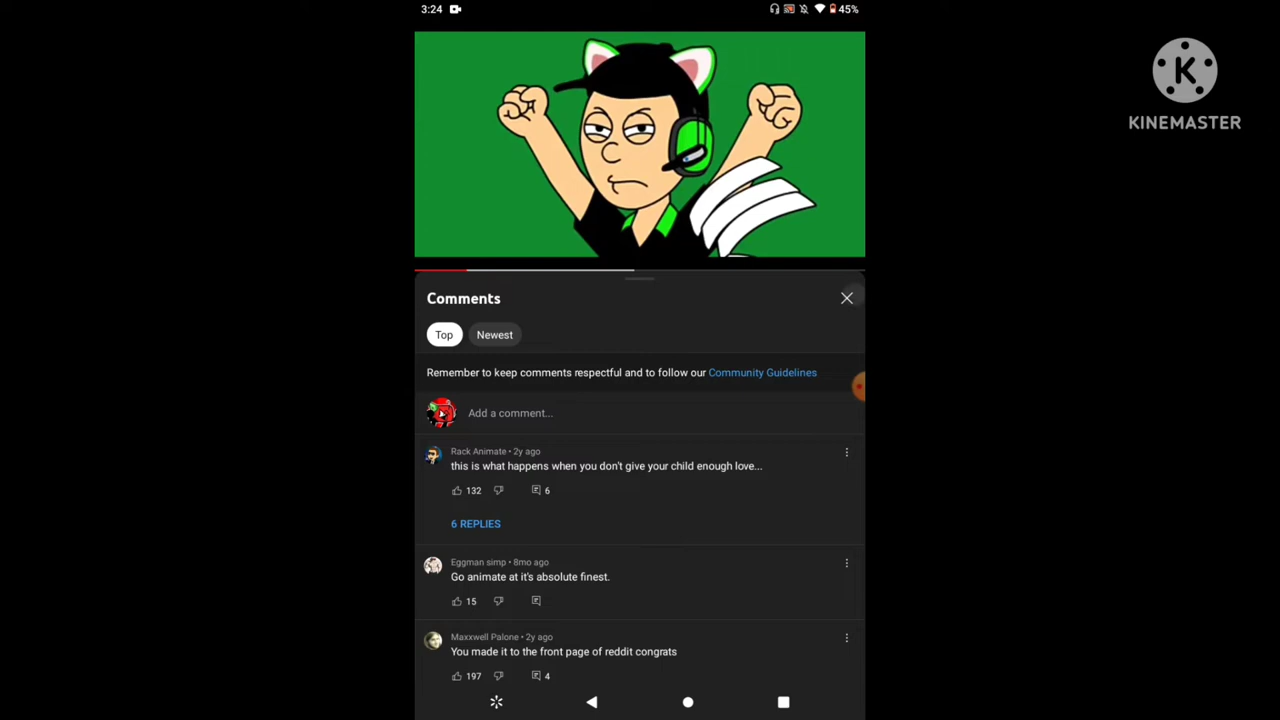 3:24
45%
KINEMASTER
Comments
Top
Newest
Remember to keep comments respectful and to follow our Community Guidelines
Add a comment...
Rack Animate • 2y ago
this is what happens when you don't give your child enough love...
132
6
6 REPLIES
Eggman simp • 8mo ago
Go animate at it's absolute finest.
15
Maxxwell Palone • 2y ago
You made it to the front page of reddit congrats
197
4